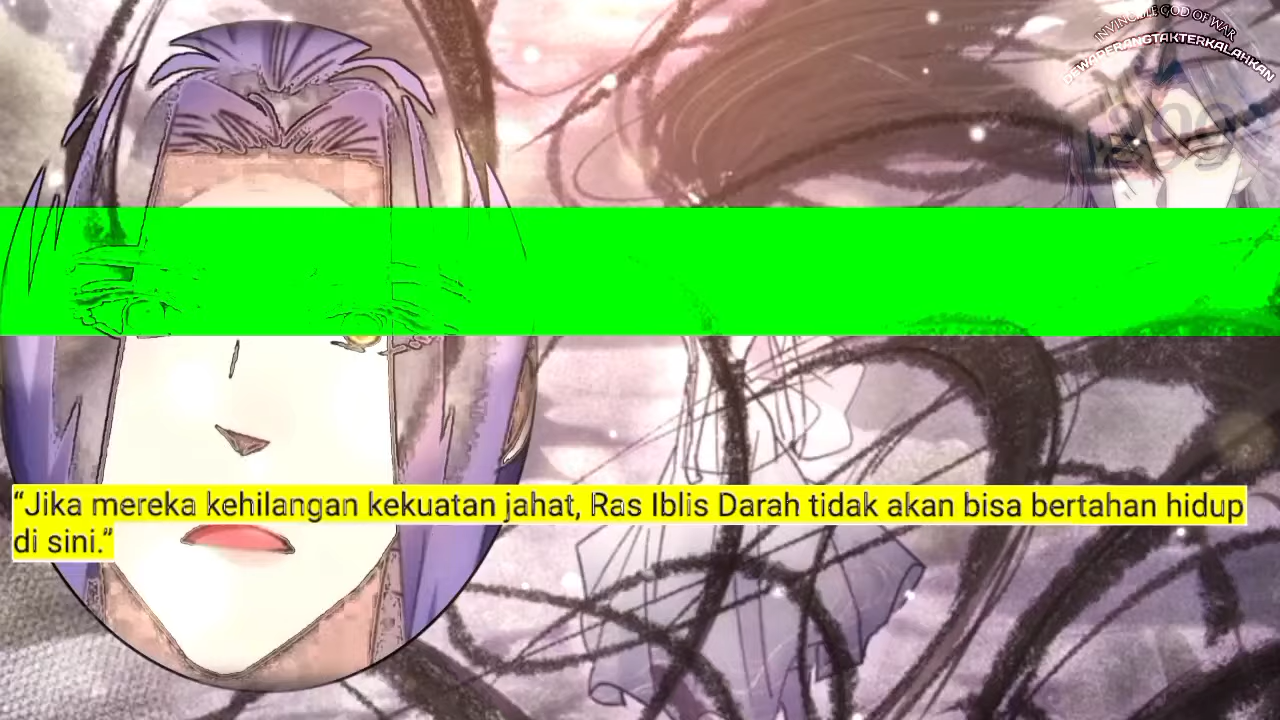 INVINCIBLE GOD OF WAR
DEWAPERANGTAKTERKALAHKAN
“Jika mereka kehilangan kekuatan jahat, Ras Iblis Darah tidak akan bisa bertahan hidup
di sini.”